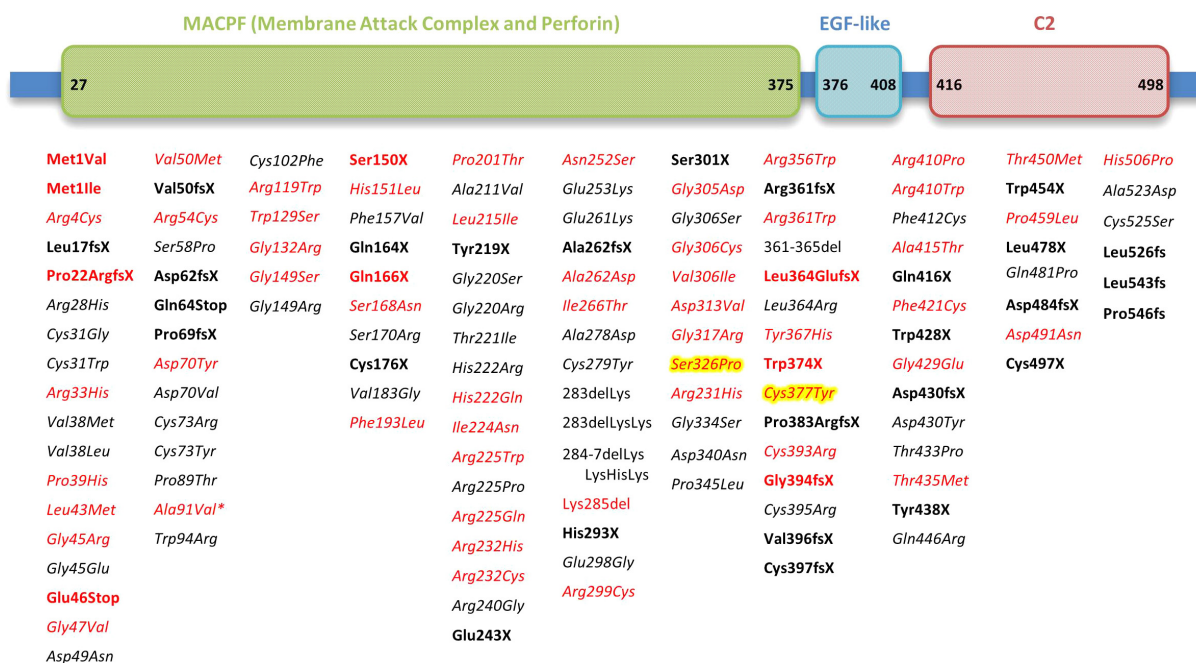 MACPF (Membrane Attack Complex and Perforin)
EGF-like
C2
27
375
376
408
416
498
Met1Val
Met1Ile
Arg4Cys
Leu17fsX
Pro22ArgfsX
Arg28His
Cys31Gly
Cys31Trp
Arg33His
Val38Met
Val38Leu
Pro39His
Leu43Met
Gly45Arg
Gly45Glu
Glu46Stop
Gly47Val
Asp49Asn
Val50Met
Val50fsX
Arg54Cys
Ser58Pro
Asp62fsX
Gln64Stop
Pro69fsX
Asp70Tyr
Asp70Val
Cys73Arg
Cys73Tyr
Pro89Thr
Ala91Val*
Trp94Arg
Cys102Phe
Arg119Trp
Trp129Ser
Gly132Arg
Gly149Ser
Gly149Arg
Ser150X
His151Leu
Phe157Val
Gln164X
Gln166X
Ser168Asn
Ser170Arg
Cys176X
Val183Gly
Phe193Leu
Pro201Thr
Ala211Val
Leu215Ile
Tyr219X
Gly220Ser
Gly220Arg
Thr221Ile
His222Arg
His222Gln
Ile224Asn
Arg225Trp
Arg225Pro
Arg225Gln
Arg232His
Arg232Cys
Arg240Gly
Glu243X
Asn252Ser
Glu253Lys
Glu261Lys
Ala262fsX
Ala262Asp
Ile266Thr
Ala278Asp
Cys279Tyr
283delLys
283delLysLys
284-7delLys
LysHisLys
Lys285del
His293X
Glu298Gly
Arg299Cys
Ser301X
Gly305Asp
Gly306Ser
Gly306Cys
Val306Ile
Asp313Val
Gly317Arg
Ser326Pro
Arg231His
Gly334Ser
Asp340Asn
Pro345Leu
Arg356Trp
Arg361fsX
Arg361Trp
361-365del
Leu364GlufsX
Leu364Arg
Tyr367His
Trp374X
Cys377Tyr
Pro383ArgfsX
Cys393Arg
Gly394fsX
Cys395Arg
Val396fsX
Cys397fsX
Arg410Pro
Arg410Trp
Phe412Cys
Ala415Thr
Gln416X
Phe421Cys
Trp428X
Gly429Glu
Asp430fsX
Asp430Tyr
Thr433Pro
Thr435Met
Tyr438X
Gln446Arg
Thr450Met
Trp454X
Pro459Leu
Leu478X
Gln481Pro
Asp484fsX
Asp491Asn
Cys497X
His506Pro
Ala523Asp
Cys525Ser
Leu526fs
Leu543fs
Pro546fs